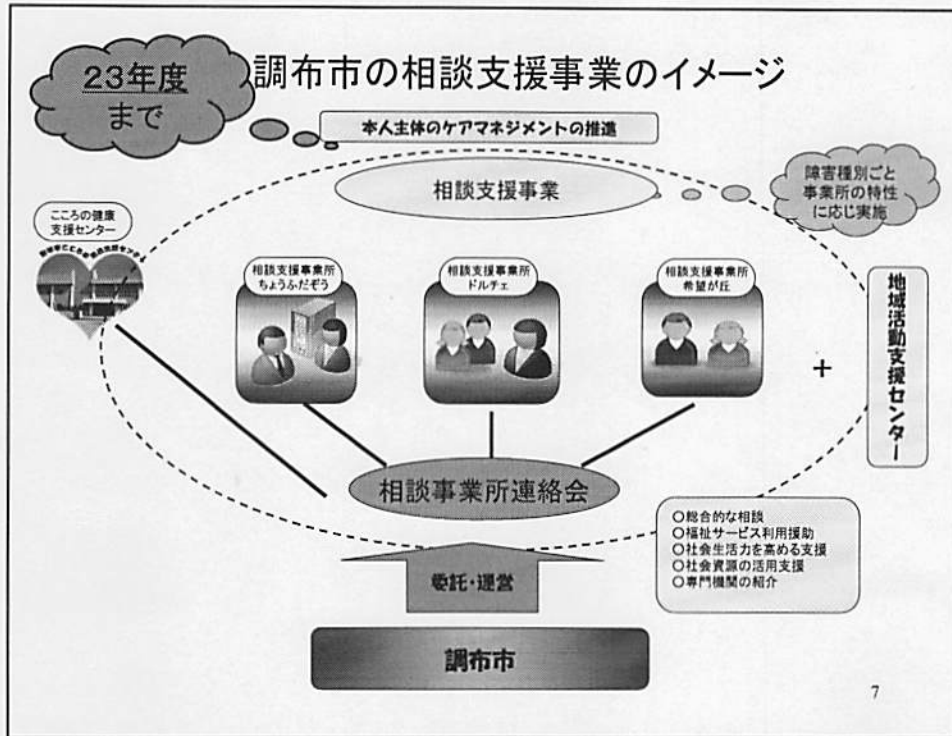 23年度
まで
調布市の相談支援事業のイメージ
本人主体のケアマネジメントの推進
相談支援事業
障害種別ごと
事業所の特性
に応じ実施
こころの健康
支援センター
相談支援事業所
ちょうふだぞう
相談支援事業所
ドルチェ
相談支援事業所
希望が丘
+
地域活動支援センター
相談事業所連絡会
○総合的な相談
○福祉サービス利用援助
○社会生活力を高める支援
○社会資源の活用支援
○専門機関の紹介
委託・運営
調布市
7